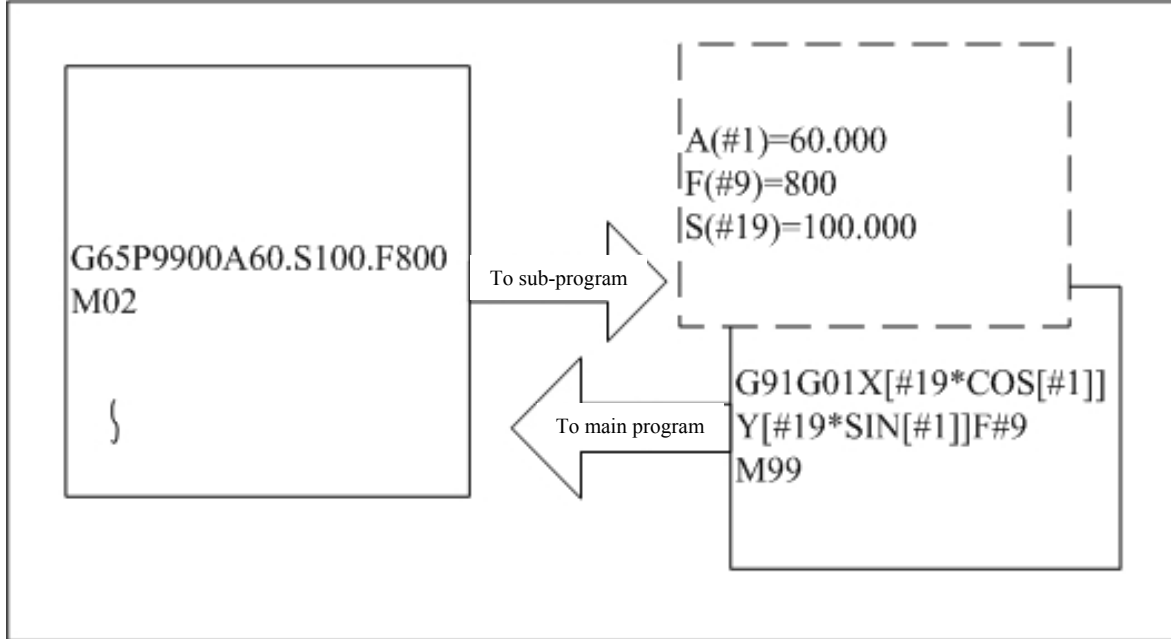 G65P9900A60.S100.F800
M02
To sub-program
A(#1)=60.000
F(#9)=800
S(#19)=100.000
G91G01X[#19*COS[#1]]
Y[#19*SIN[#1]]F#9
M99
To main program